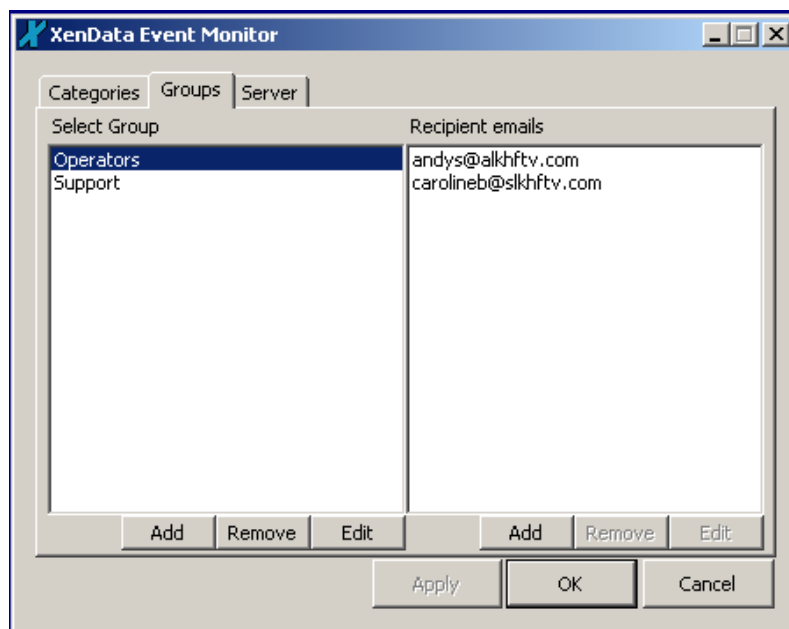 XenData Event Monitor
Categories Groups Server
Select Group Recipient emails
Operators andys@alkhftv.com
Support carolineb@slkhftv.com
Add Remove Edit Add Remove Edit
Apply OK Cancel